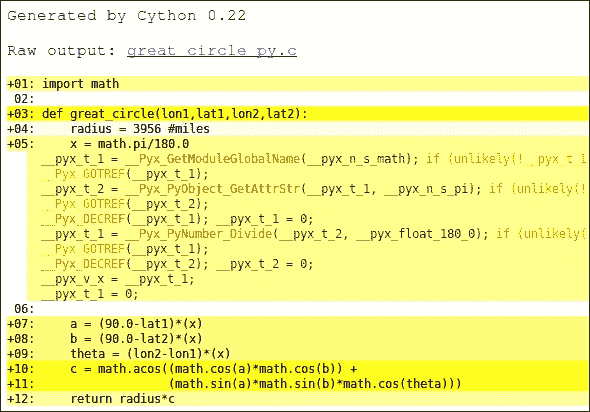 Generated by Cython 0.22
Raw output: great_circle_py.c
+01: import math
02:
+03: def great_circle(lon1,lat1,lon2,lat2):
+04:     radius = 3956 #miles
+05:     x = math.pi/180.0
__pyx_t_1 = __Pyx_GetModuleGlobalName(__pyx_n_s_math); if (unlikely(!__pyx_t_1
__Pyx_GOTREF(__pyx_t_1);
__pyx_t_2 = __Pyx_PyObject_GetAttrStr(__pyx_t_1, __pyx_n_s_pi); if (unlikely(!
__Pyx_GOTREF(__pyx_t_2);
__Pyx_DECREF(__pyx_t_1); __pyx_t_1 = 0;
__pyx_t_1 = __Pyx_PyNumber_Divide(__pyx_t_2, __pyx_float_180_0); if (unlikely(
__Pyx_GOTREF(__pyx_t_1);
__Pyx_DECREF(__pyx_t_2); __pyx_t_2 = 0;
__pyx_v_x = __pyx_t_1;
__pyx_t_1 = 0;
06:
+07:     a = (90.0-lat1)*(x)
+08:     b = (90.0-lat2)*(x)
+09:     theta = (lon2-lon1)*(x)
+10:     c = math.acos((math.cos(a)*math.cos(b)) +
+11:                   (math.sin(a)*math.sin(b)*math.cos(theta)))
+12:     return radius*c